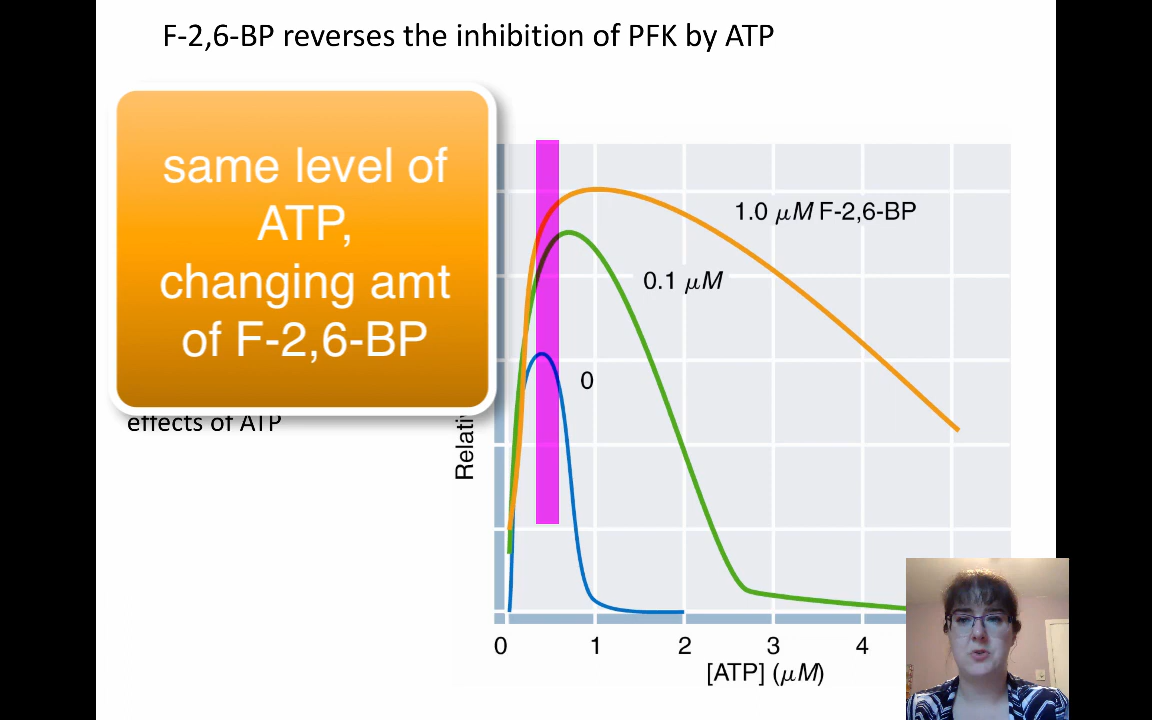 F-2,6-BP reverses the inhibition of PFK by ATP
same level of
ATP,
changing amt
of F-2,6-BP
effects of ATP
1.0 μM F-2,6-BP
0.1 μM
0
0 1 2 3 4
[ATP] (μM)